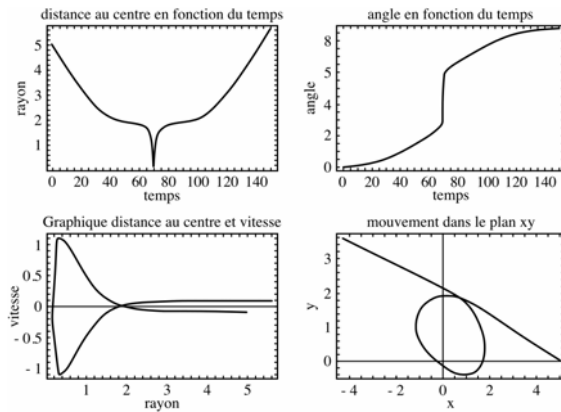 distance au centre en fonction du temps
rayon
5
4
3
2
1
0 20 40 60 80 100 120 140
temps
angle en fonction du temps
angle
8
6
4
2
0
0 20 40 60 80 100 120 140
temps
Graphique distance au centre et vitesse
vitesse
1
0.5
0
- 0.5
- 1
1 2 3 4 5
rayon
mouvement dans le plan xy
y
3
2
1
0
- 4 - 2 0 2 4
x